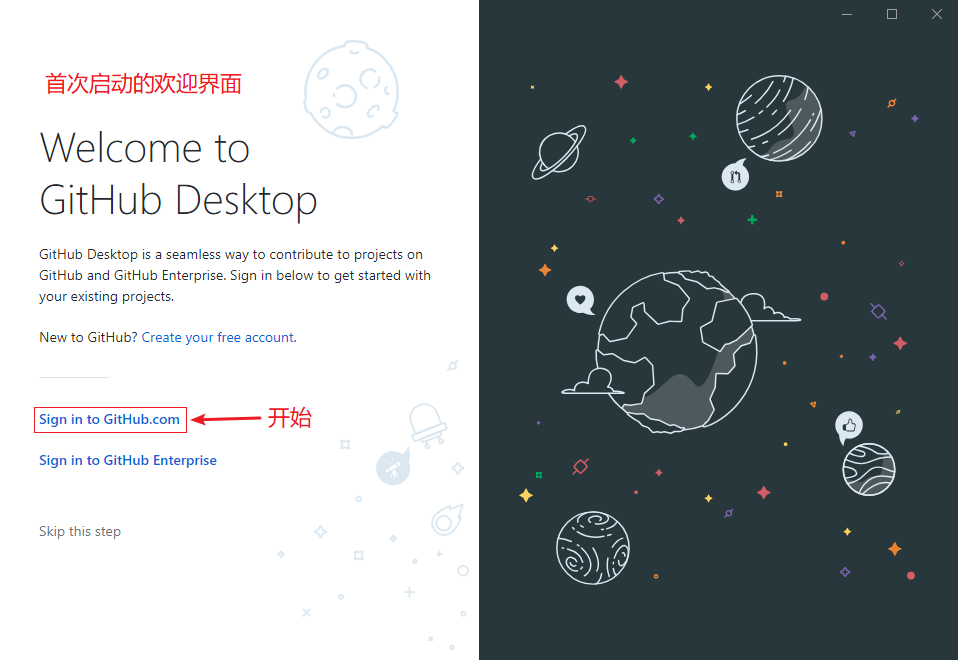 首次启动的欢迎界面
Welcome to
GitHub Desktop
GitHub Desktop is a seamless way to contribute to projects on
GitHub and GitHub Enterprise. Sign in below to get started with
your existing projects.
New to GitHub? Create your free account.
Sign in to GitHub.com
开始
Sign in to GitHub Enterprise
Skip this step